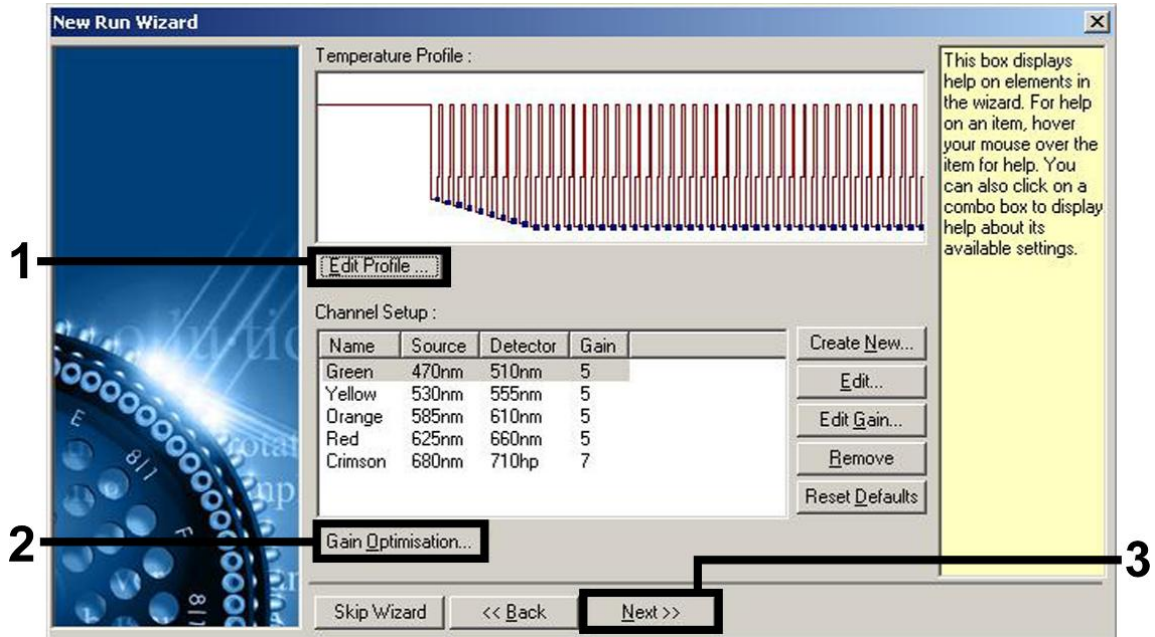 New Run Wizard
Temperature Profile :
This box displays
help on elements in
the wizard. For help
on an item, hover
your mouse over the
item for help. You
can also click on a
combo box to display
help about its
available settings.
1
Edit Profile ...
Channel Setup :
Name Source Detector Gain
Green 470nm 510nm 5
Yellow 530nm 555nm 5
Orange 585nm 610nm 5
Red 625nm 660nm 5
Crimson 680nm 710hp 7
Create New...
Edit...
Edit Gain...
Remove
Reset Defaults
2
Gain Optimisation...
3
Skip Wizard
<< Back
Next >>
E
8/1
F
8/1